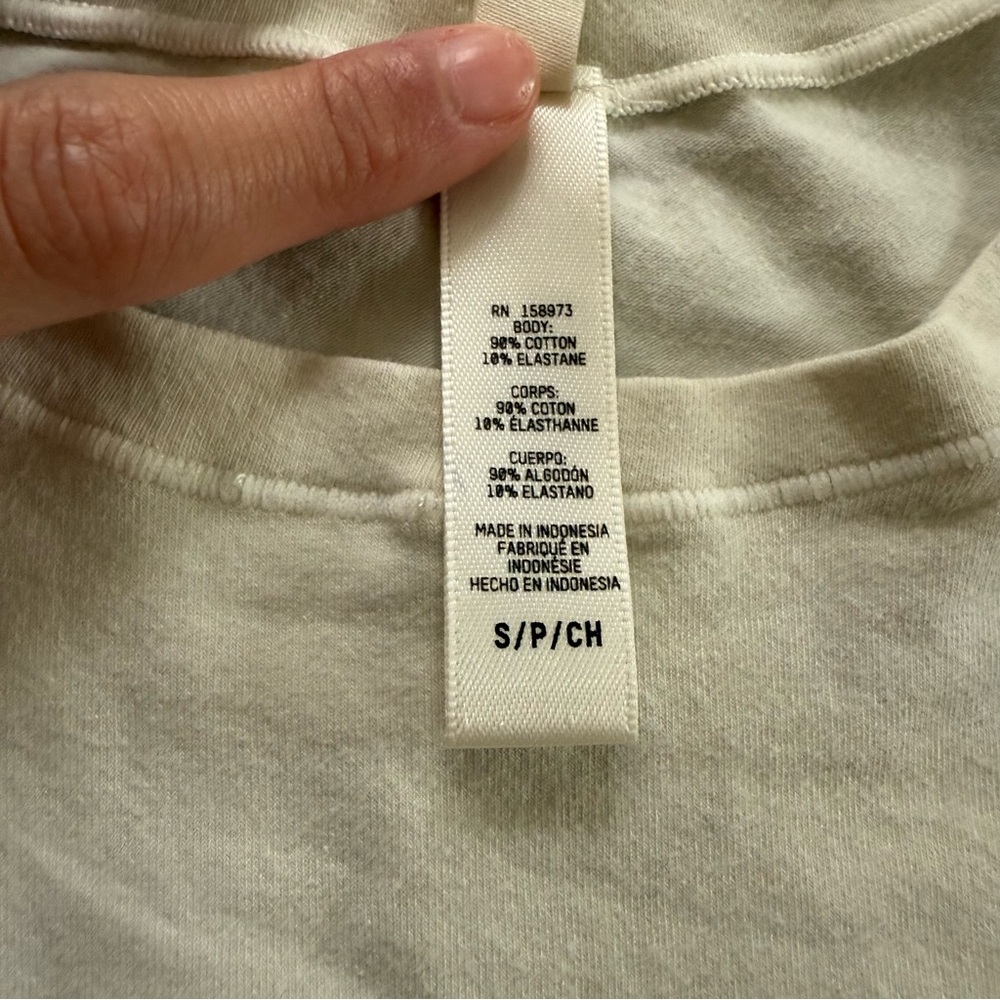 RN 158973
BODY:
90% COTTON
10% ELASTANE
CORPS:
90% COTON
10% ÉLASTHANNE
CUERPO:
90% ALGODÓN
10% ELASTANO
MADE IN INDONESIA
FABRIQUÉ EN
INDONÉSIE
HECHO EN INDONESIA
S/P/CH